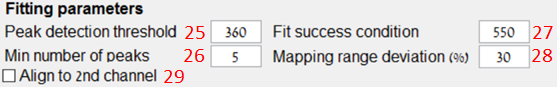 Fitting parameters
Peak detection threshold 25 360 Fit success condition 550 27
Min number of peaks 26 5 Mapping range deviation (%) 30 28
Align to 2nd channel 29